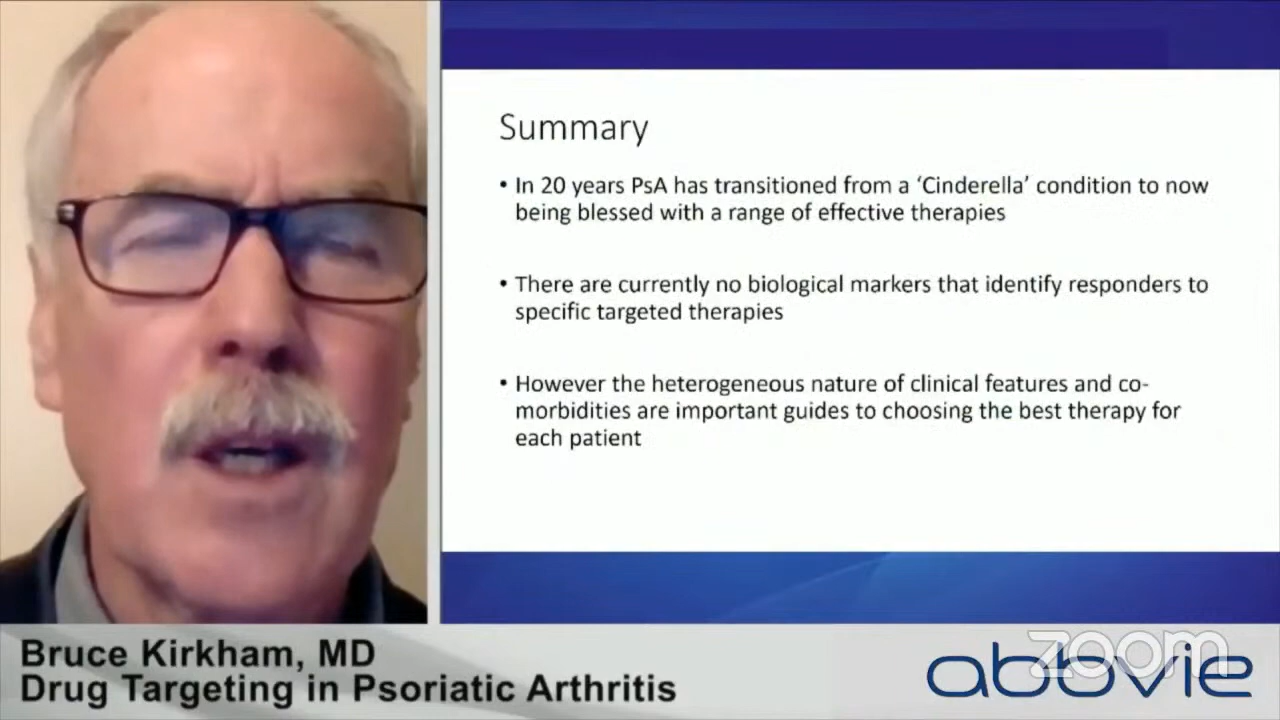 Summary
• In 20 years PsA has transitioned from a ‘Cinderella’ condition to now
being blessed with a range of effective therapies
• There are currently no biological markers that identify responders to
specific targeted therapies
• However the heterogeneous nature of clinical features and co-
morbidities are important guides to choosing the best therapy for
each patient
Bruce Kirkham, MD
Drug Targeting in Psoriatic Arthritis
abbvie
zoom